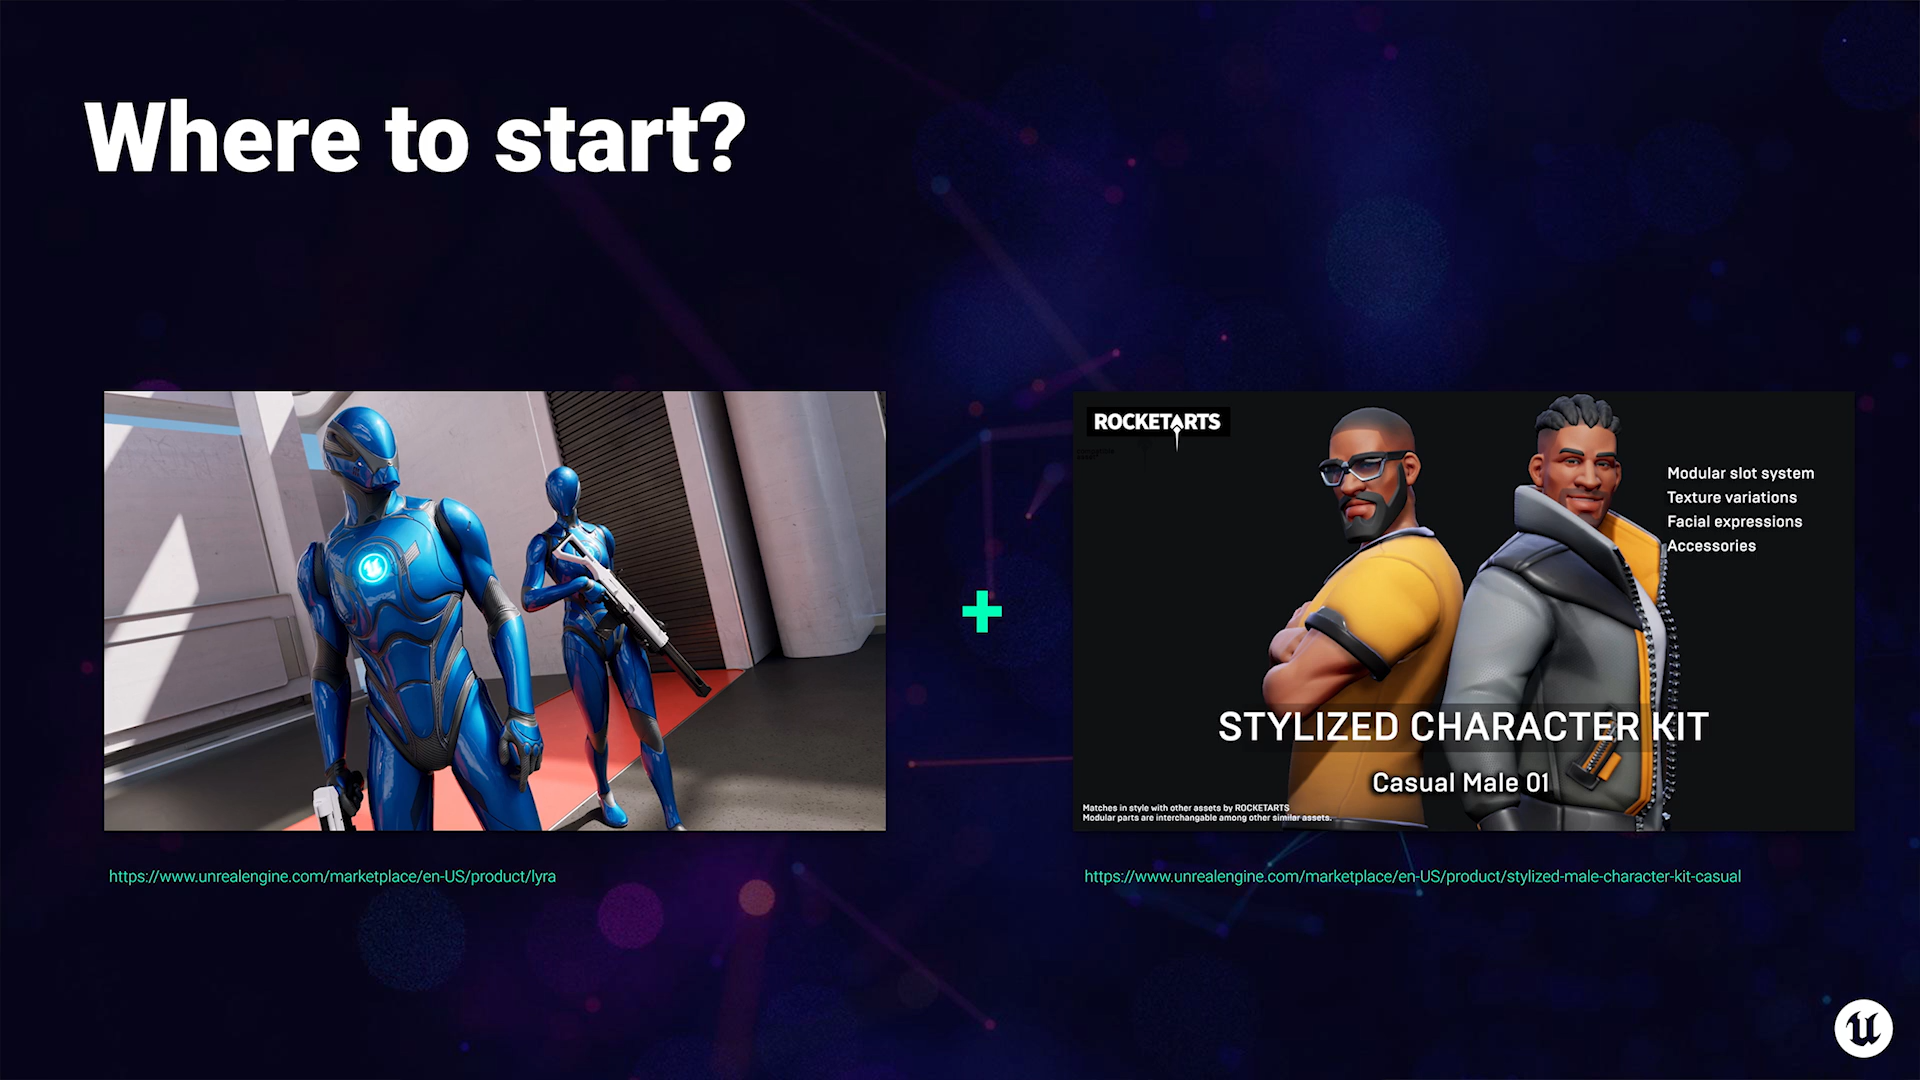 Where to start?
ROCKETARTS
Modular slot system
Texture variations
Facial expressions
Accessories
STYLIZED CHARACTER KIT
Casual Male 01
Matches in style with other assets by ROCKETARTS
Modular parts are interchangable among other similar assets.
https://www.unrealengine.com/marketplace/en-US/product/lyra
https://www.unrealengine.com/marketplace/en-US/product/stylized-male-character-kit-casual